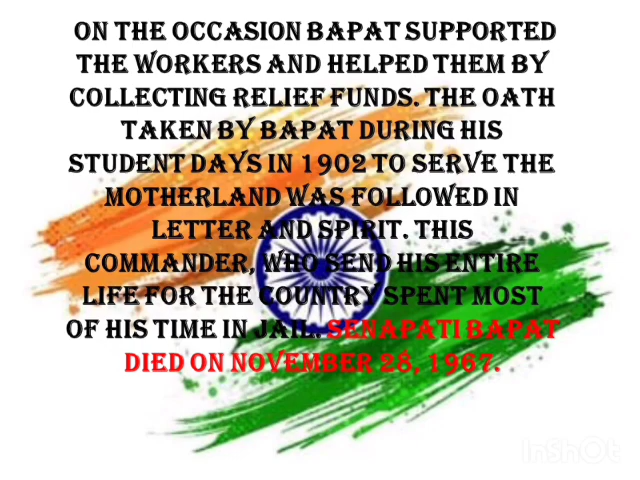 ON THE OCCASION BAPAT SUPPORTED
THE WORKERS AND HELPED THEM BY
COLLECTING RELIEF FUNDS. THE OATH
TAKEN BY BAPAT DURING HIS
STUDENT DAYS IN 1902 TO SERVE THE
MOTHERLAND WAS FOLLOWED IN
LETTER AND SPIRIT. THIS
COMMANDER, WHO SEND HIS ENTIRE
LIFE FOR THE COUNTRY SPENT MOST
OF HIS TIME IN JAIL. SENAPATI BAPAT
DIED ON NOVEMBER 28, 1967.
InShOt